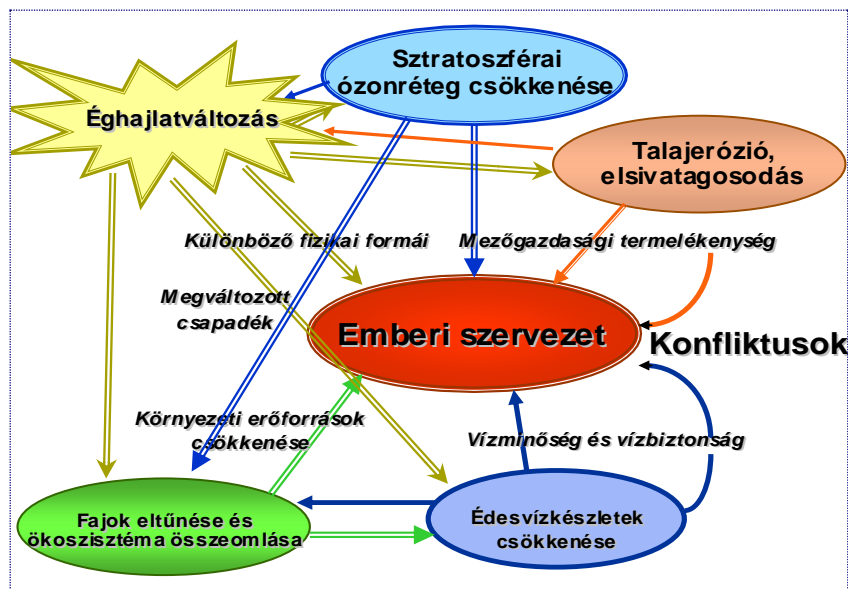 Sztratoszférai
ózonréteg csökkenése
Éghajlatváltozás
Talajerózió,
elsivatagosodás
Különböző fizikai formái
Mezőgazdasági termelékenység
Megváltozott
csapadék
Emberi szervezet
Konfliktusok
Környezeti erőforrások
csökkenése
Vízminőség és vízbiztonság
Fajok eltűnése és
ökoszisztéma összeomlása
Édesvízkészletek
csökkenése